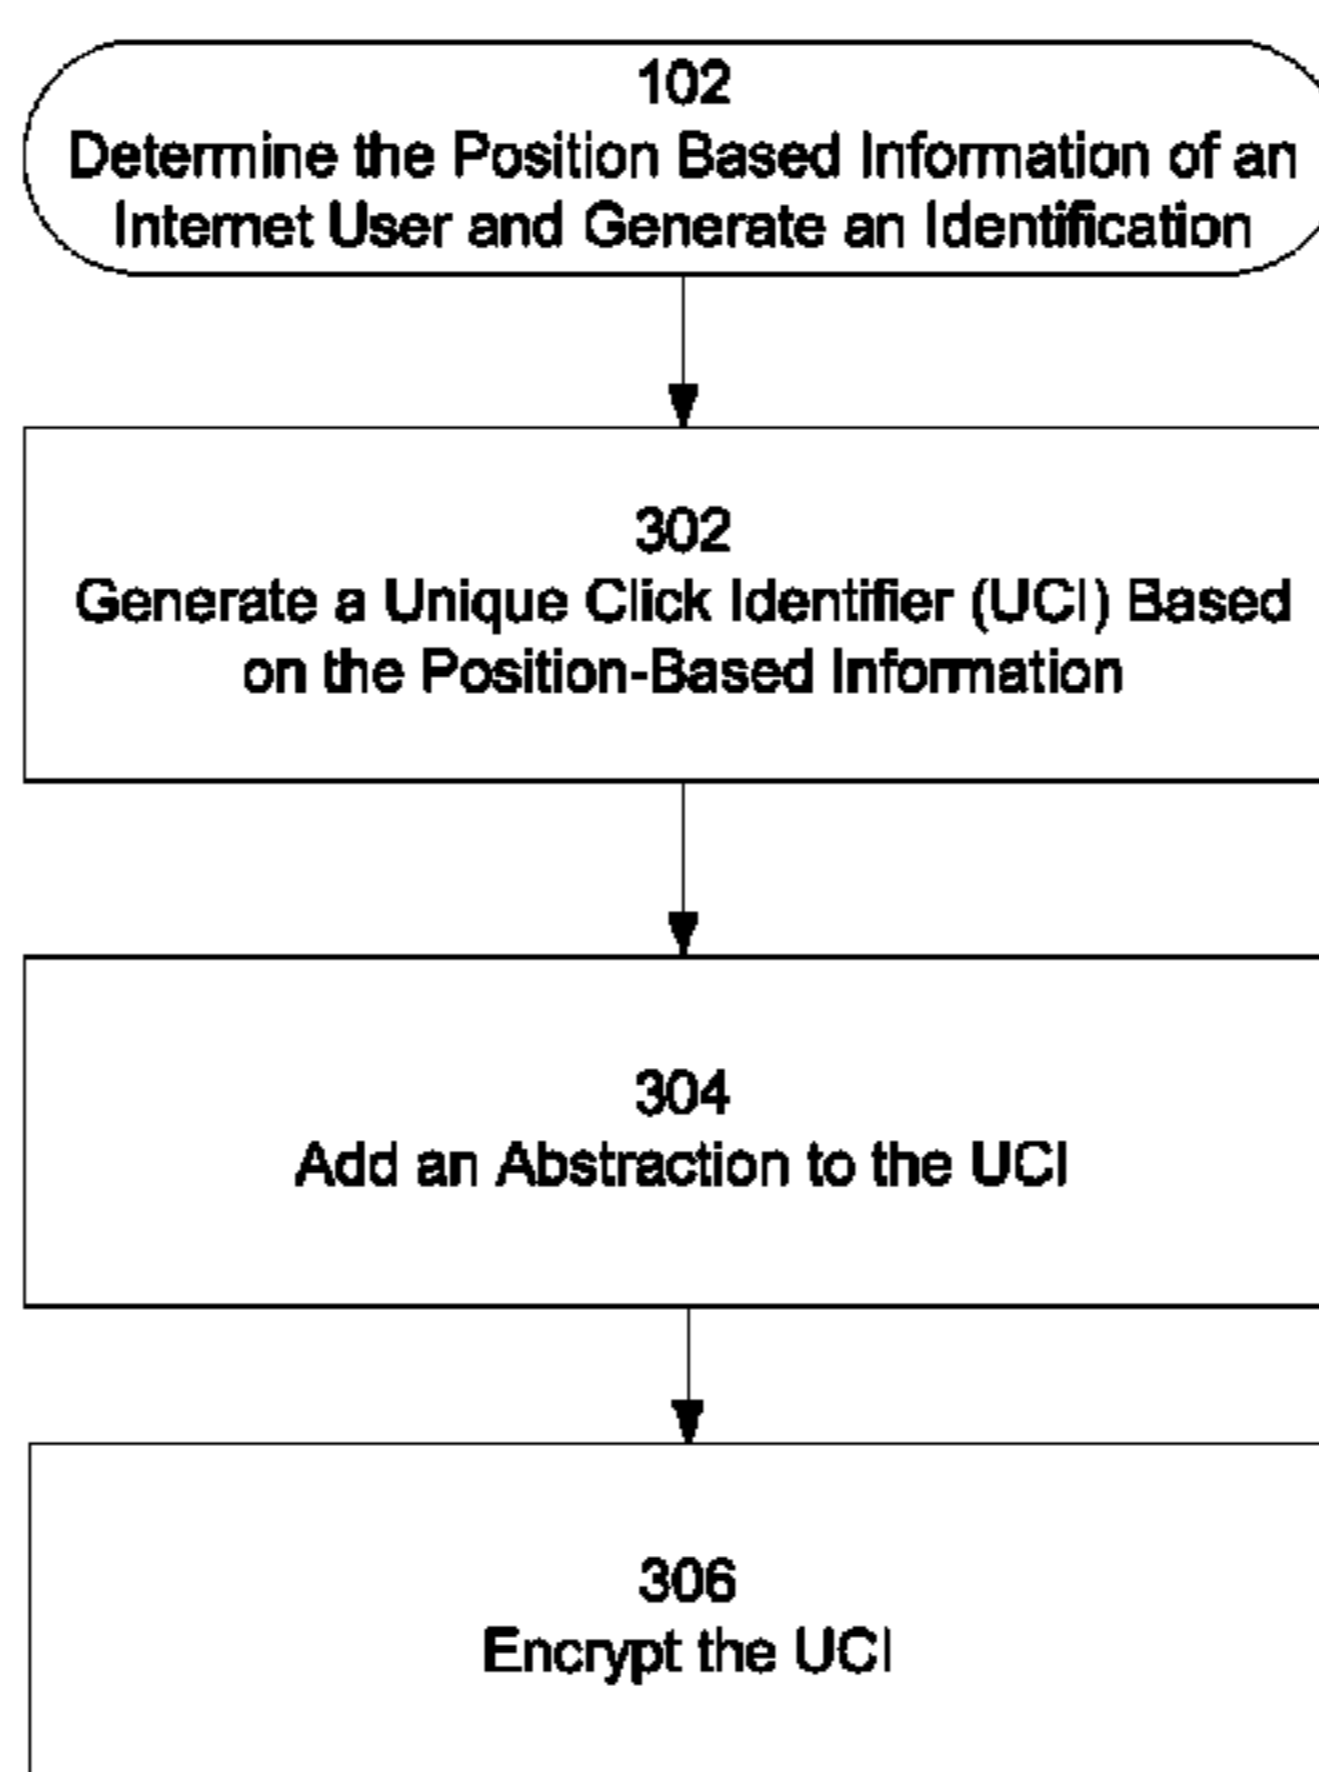 102
Determine the Position Based Information of an
Internet User and Generate an Identification
302
Generate a Unique Click Identifier (UCI) Based
on the Position-Based Information
304
Add an Abstraction to the UCI
306
Encrypt the UCI